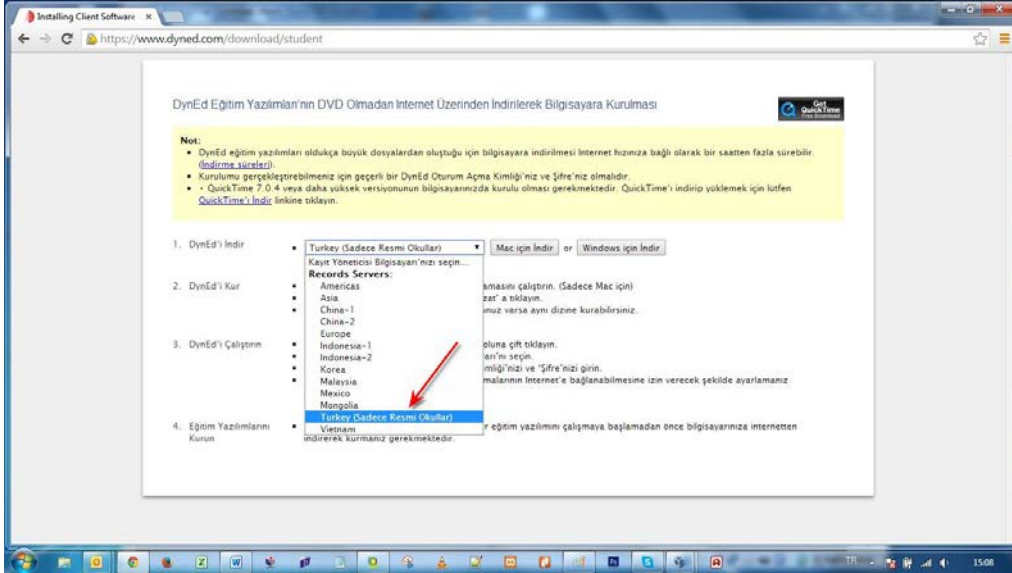 Installing Client Software
https://www.dyned.com/download/student
DynEd Eğitim Yazılımları'nın DVD Olmadan İnternet Üzerinden İndirilerek Bilgisayara Kurulması
Get QuickTime Free Download
Not:
DynEd eğitim yazılımları oldukça büyük dosyalardan oluştuğu için bilgisayara indirilmesi Internet hızınıza bağlı olarak bir saatten fazla sürebilir.
(İndirme süreleri).
Kurulumu gerçekleştirebilmeniz için geçerli bir DynEd Oturum Açma Kimliği'niz ve Şifre'niz olmalıdır.
- QuickTime 7.0.4 veya daha yüksek versiyonunun bilgisayarınızda kurulu olması gerekmektedir. QuickTime'ı indirip yüklemek için lütfen
QuickTime'ı İndir linkine tıklayın.
1. DynEd'i İndir
Turkey (Sadece Resmi Okullar)
Mac için İndir or Windows için İndir
Kayıt Yöneticisi Bilgisayarı'nızı seçin...
Records Servers:
Americas
Asia
China-1
China-2
Europe
Indonesia-1
Indonesia-2
Korea
Malaysia
Mexico
Mongolia
Turkey (Sadece Resmi Okullar)
Vietnam
2. DynEd'i Kur
amasını çalıştırın. (Sadece Mac için)
zat' a tıklayın.
nuz varsa aynı dizine kurabilirsiniz.
3. DynEd'i Çalıştırın
oluna çift tıklayın.
arı'nı seçin.
mliği'nizi ve 'Şifre'nizi girin.
malarının Internet'e bağlanabilmesine izin verecek şekilde ayarlamanız
4. Eğitim Yazılımlarını Kurun
r eğitim yazılımını çalışmaya başlamadan önce bilgisayarınıza internetten
indirerek kurmanız gerekmektedir.
TR
15:08